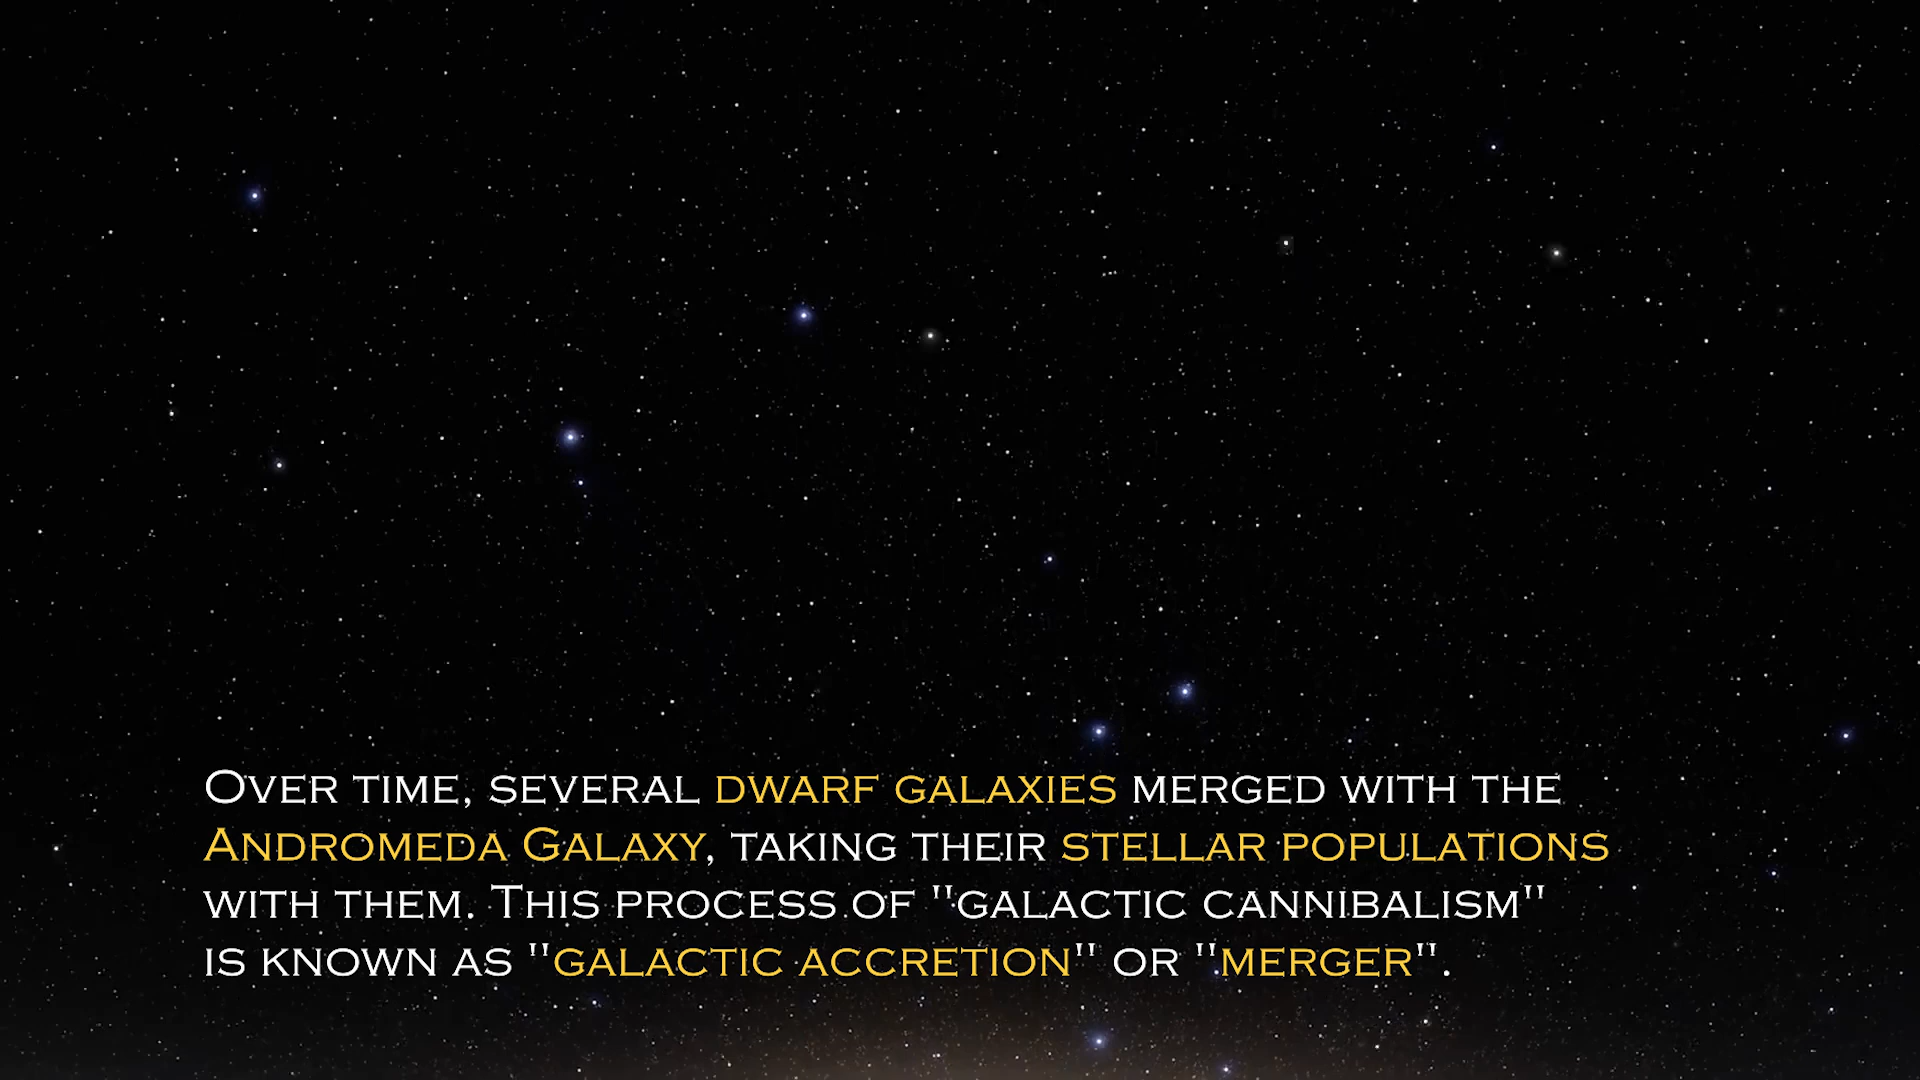 Over time, several dwarf galaxies merged with the
Andromeda Galaxy, taking their stellar populations
with them. This process of "galactic cannibalism"
is known as "galactic accretion" or "merger".